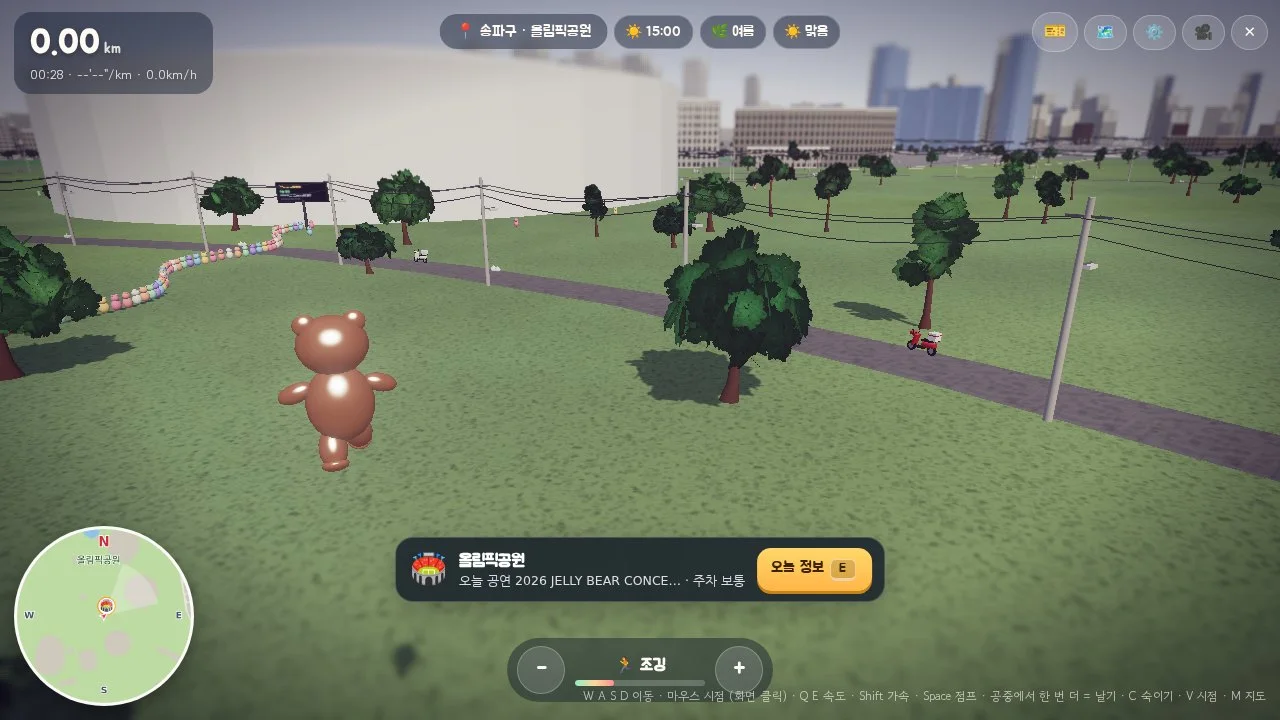 0.00 km
00:28 · --'--"/km · 0.0km/h
송파구 · 올림픽공원
15:00
여름
맑음
올림픽공원
오늘 공연 2026 JELLY BEAR CONCE… · 주차 보통
오늘 정보 E
N
올림픽공원
W
E
S
− 조깅 +
W A S D 이동 · 마우스 시점 (화면 클릭) · Q E 속도 · Shift 가속 · Space 점프 · 공중에서 한 번 더 = 날기 · C 숙이기 · V 시점 · M 지도